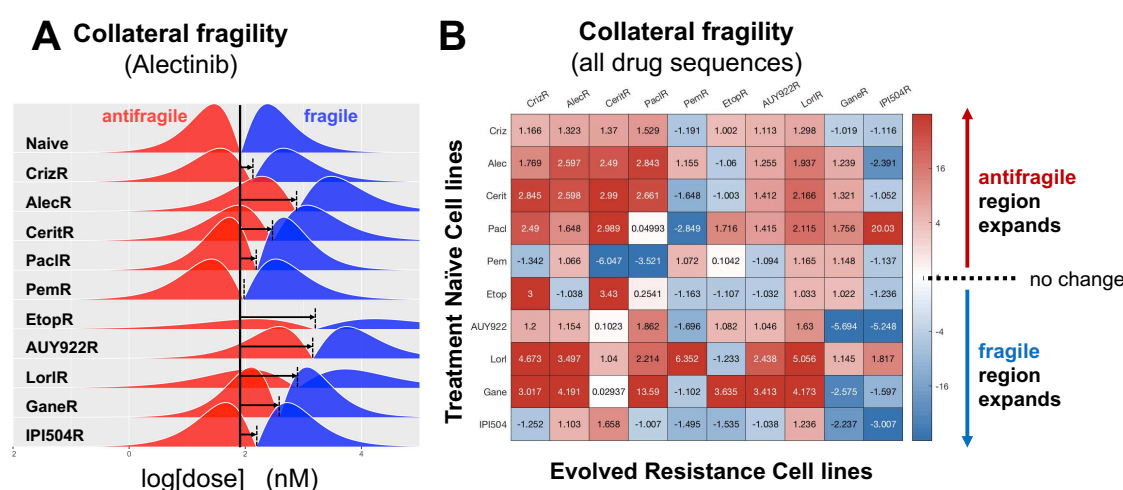 A Collateral fragility
(Alectinib)
antifragile fragile
Naive
CrizR
AlecR
CeritR
PaclR
PemR
EtopR
AUY922R
LorlR
GaneR
IPI504R
2 0 2 4
log[dose] (nM)
B Collateral fragility
(all drug sequences)
CrizR AlecR CeritR PaclR PemR EtopR AUY922R LorlR GaneR IPI504R
Treatment Naïve Cell lines
Criz 1.166 1.323 1.37 1.529 -1.191 1.002 1.113 1.298 -1.019 -1.116
Alec 1.769 2.597 2.49 2.843 1.155 -1.06 1.255 1.937 1.239 -2.391
Cerit 2.845 2.598 2.99 2.661 -1.648 -1.003 1.412 2.166 1.321 -1.052
Pacl 2.49 1.648 2.989 0.04993 -2.849 1.716 1.415 2.115 1.756 20.03
Pem -1.342 1.066 -6.047 -3.521 1.072 0.1042 -1.094 1.165 1.148 -1.137
Etop 3 -1.038 3.43 0.2541 -1.163 -1.107 -1.032 1.033 1.022 -1.236
AUY922 1.2 1.154 0.1023 1.862 -1.696 1.082 1.046 1.63 -5.694 -5.248
Lorl 4.673 3.497 1.04 2.214 6.352 -1.233 2.438 5.056 1.145 1.817
Gane 3.017 4.191 0.02937 13.59 -1.102 3.635 3.413 4.173 -2.575 -1.597
IPI504 -1.252 1.103 1.658 -1.007 -1.495 -1.535 -1.038 1.236 -2.237 -3.007
Evolved Resistance Cell lines
16
4
-4
-16
antifragile
region
expands
no change
fragile
region
expands